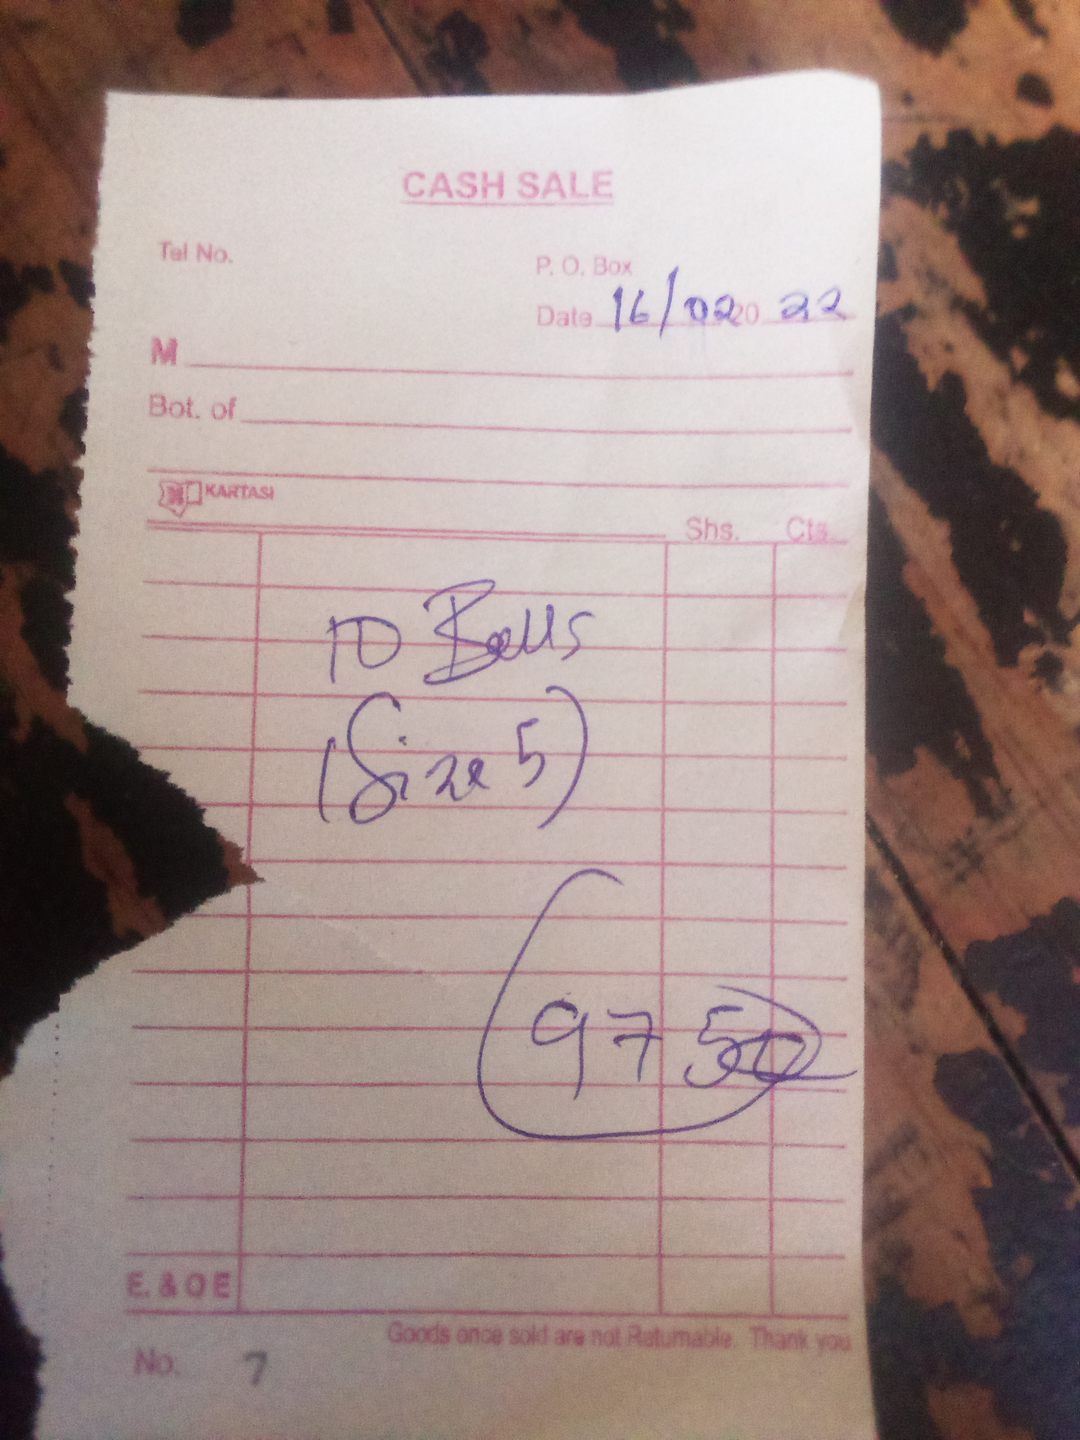 CASH SALE
Tel No.
P. O. Box
Date 16/02 20 22
M
Bot. of
KARTASI
Shs. Cts.
10 Balls
(Size 5)
9750
E. & O E
Goods once sold are not Returnable. Thank you
No. 7